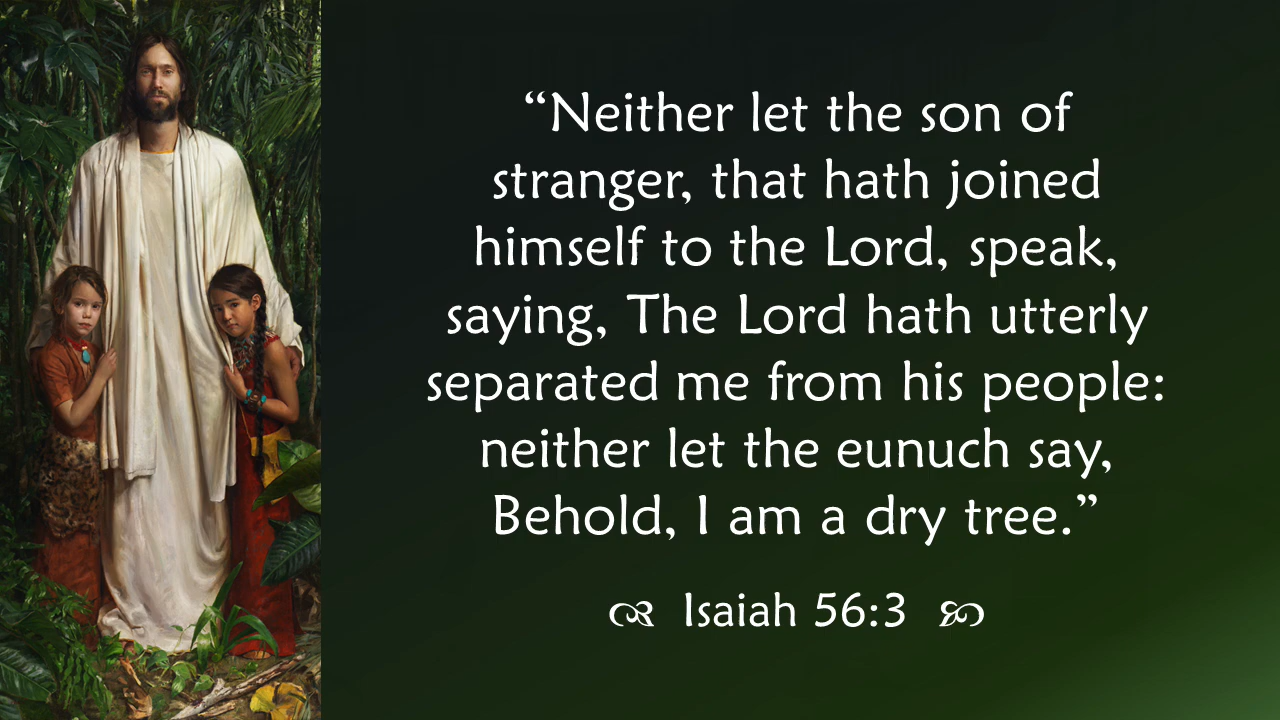 “Neither let the son of
stranger, that hath joined
himself to the Lord, speak,
saying, The Lord hath utterly
separated me from his people:
neither let the eunuch say,
Behold, I am a dry tree.”
Isaiah 56:3